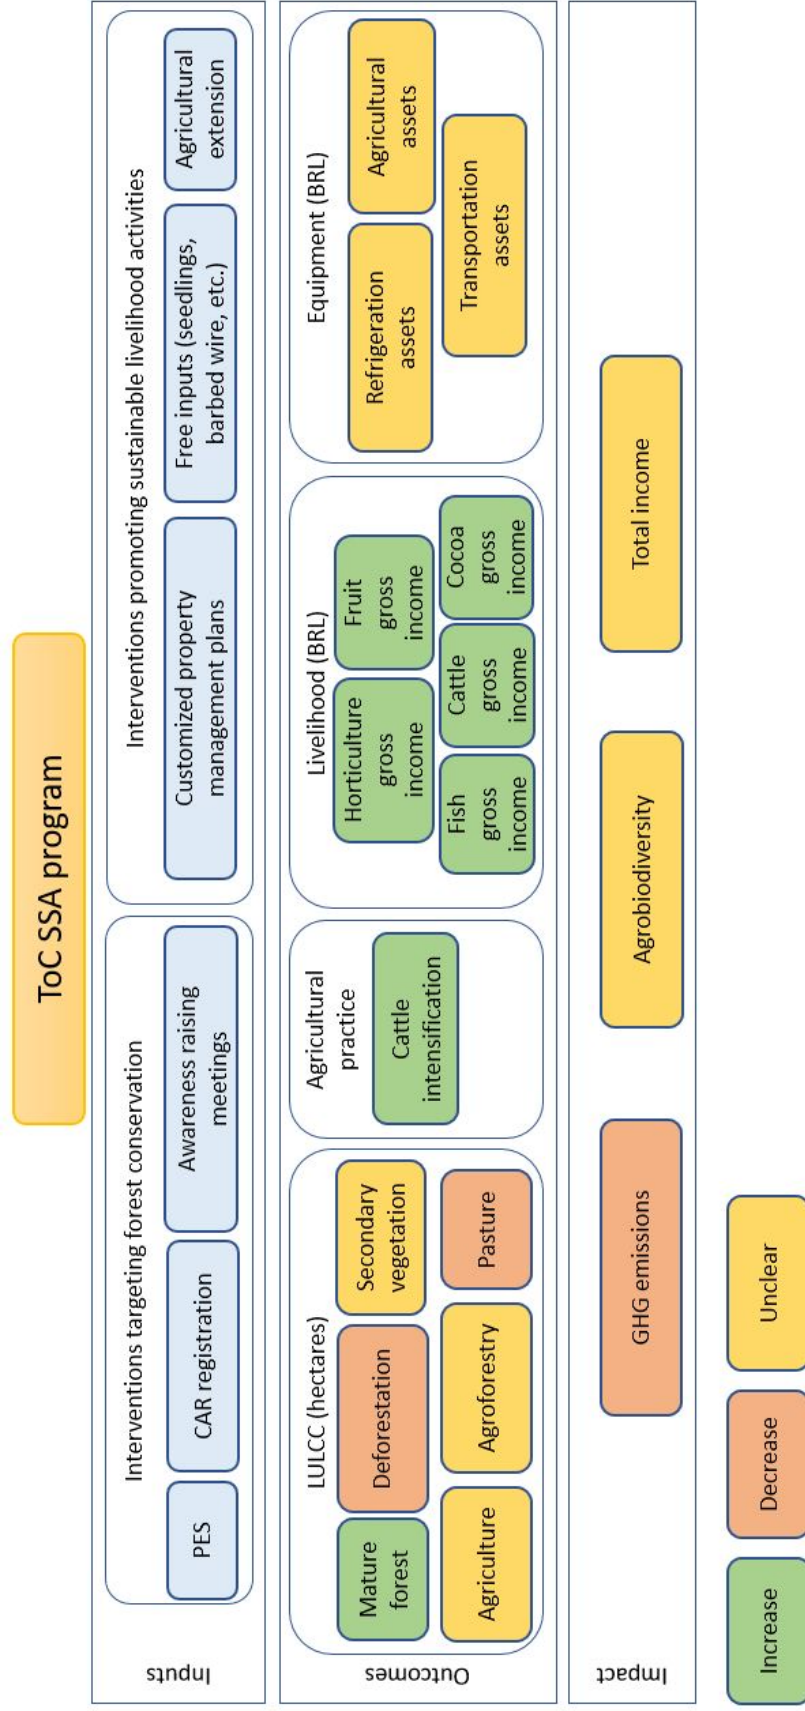 ToC SSA program
Inputs
Interventions targeting forest conservation
PES
CAR registration
Awareness raising
meetings
Interventions promoting sustainable livelihood activities
Customized property
management plans
Free inputs (seedlings,
barbed wire, etc.)
Agricultural
extension
Outcomes
LULCC (hectares)
Mature
forest
Deforestation
Secondary
vegetation
Agriculture
Agroforestry
Pasture
Agricultural
practice
Cattle
intensification
Livelihood (BRL)
Horticulture
gross
income
Fruit
gross
income
Fish
gross
income
Cattle
gross
income
Cocoa
gross
income
Equipment (BRL)
Refrigeration
assets
Agricultural
assets
Transportation
assets
Impact
GHG emissions
Agrobiodiversity
Total income
Increase
Decrease
Unclear